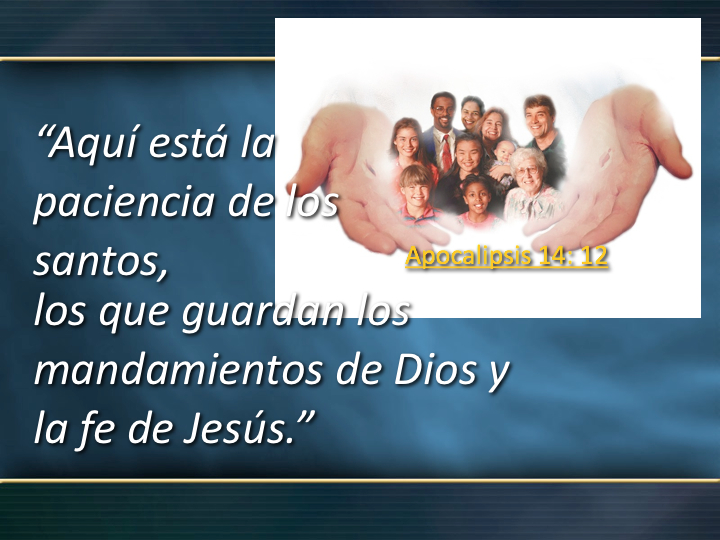 “Aquí está la
paciencia de los
santos,
Apocalipsis 14: 12
los que guardan los
mandamientos de Dios y
la fe de Jesús.”